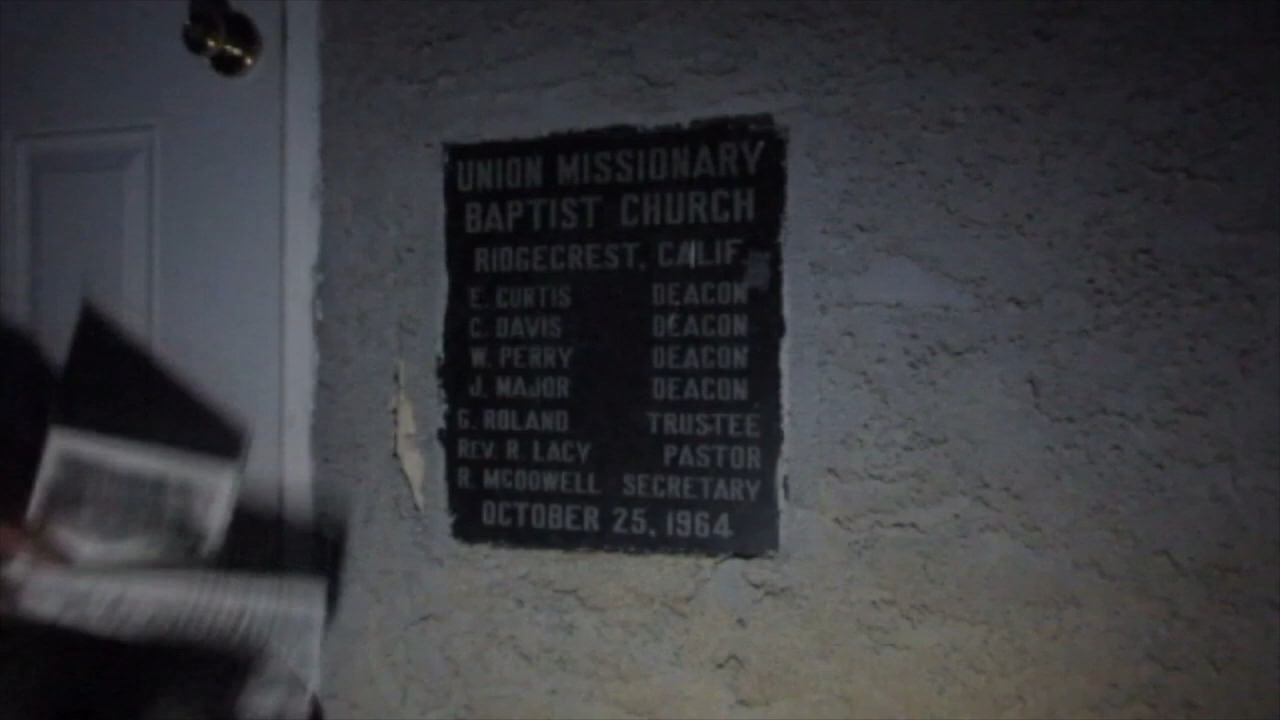 UNION MISSIONARY
BAPTIST CHURCH
RIDGECREST, CALIF.
E. CURTIS DEACON
C. DAVIS DEACON
W. PERRY DEACON
J. MAJOR DEACON
G. ROLAND TRUSTEE
REV. R. LACY PASTOR
R. MCDOWELL SECRETARY
OCTOBER 25, 1964